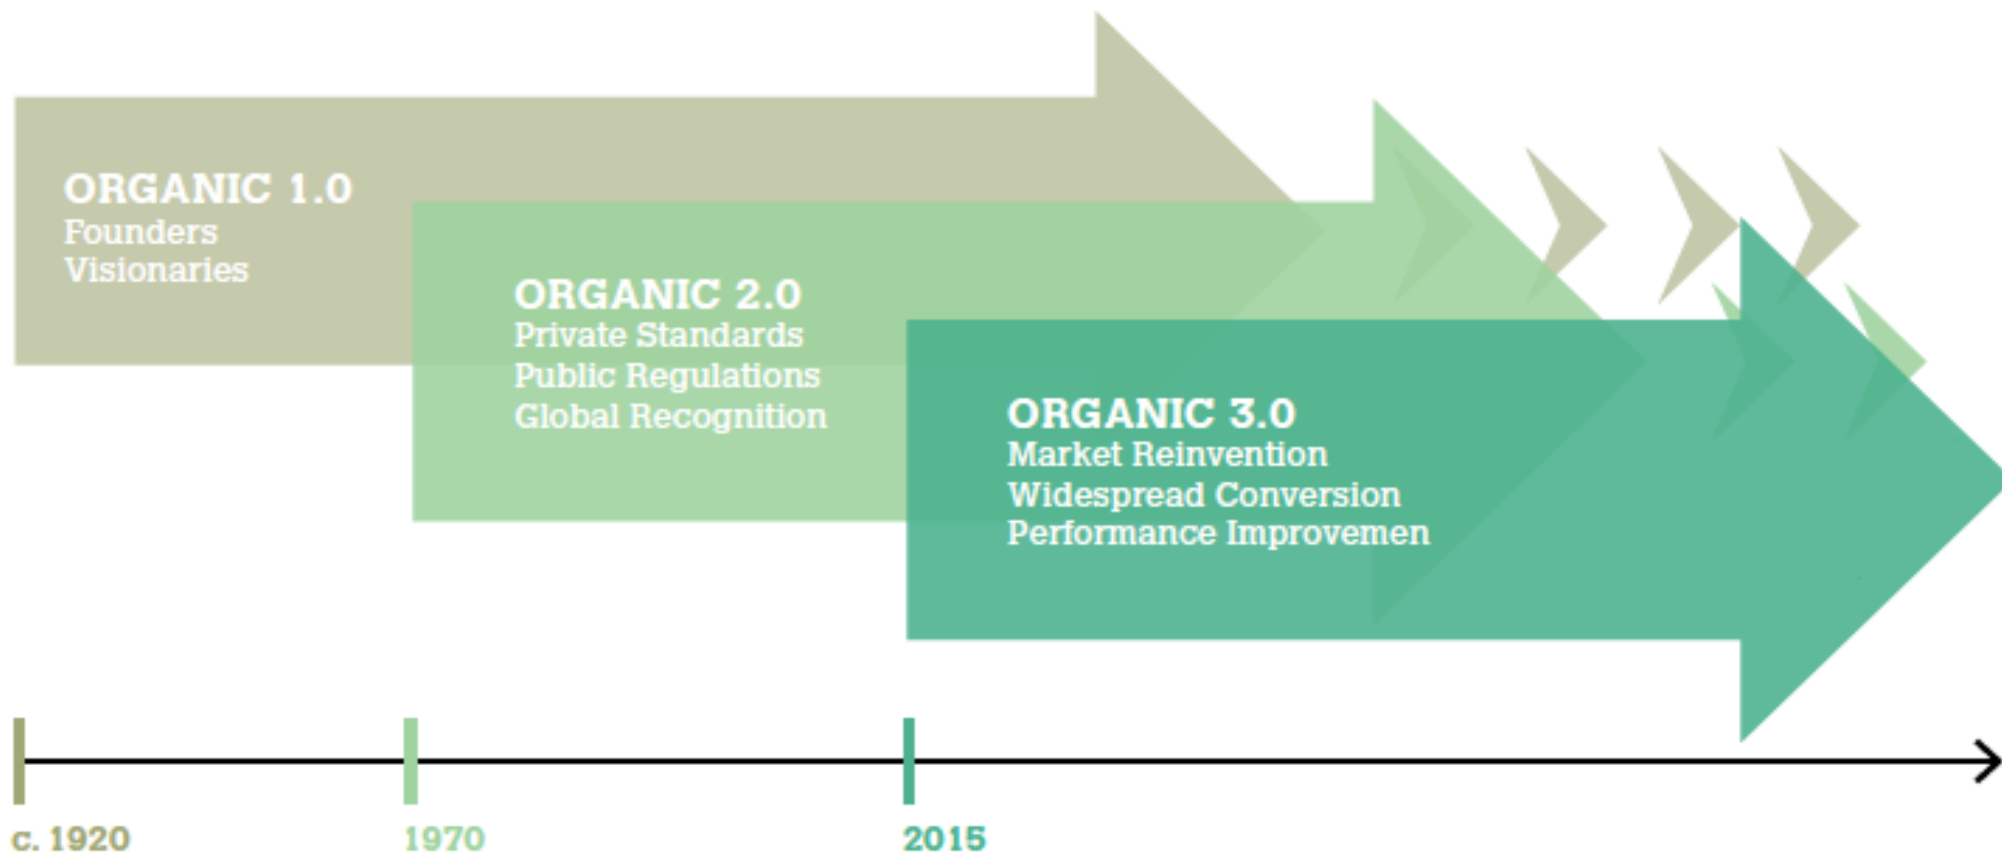 ORGANIC 1.0
Founders
Visionaries
ORGANIC 2.0
Private Standards
Public Regulations
Global Recognition
ORGANIC 3.0
Market Reinvention
Widespread Conversion
Performance Improvemen
c. 1920
1970
2015